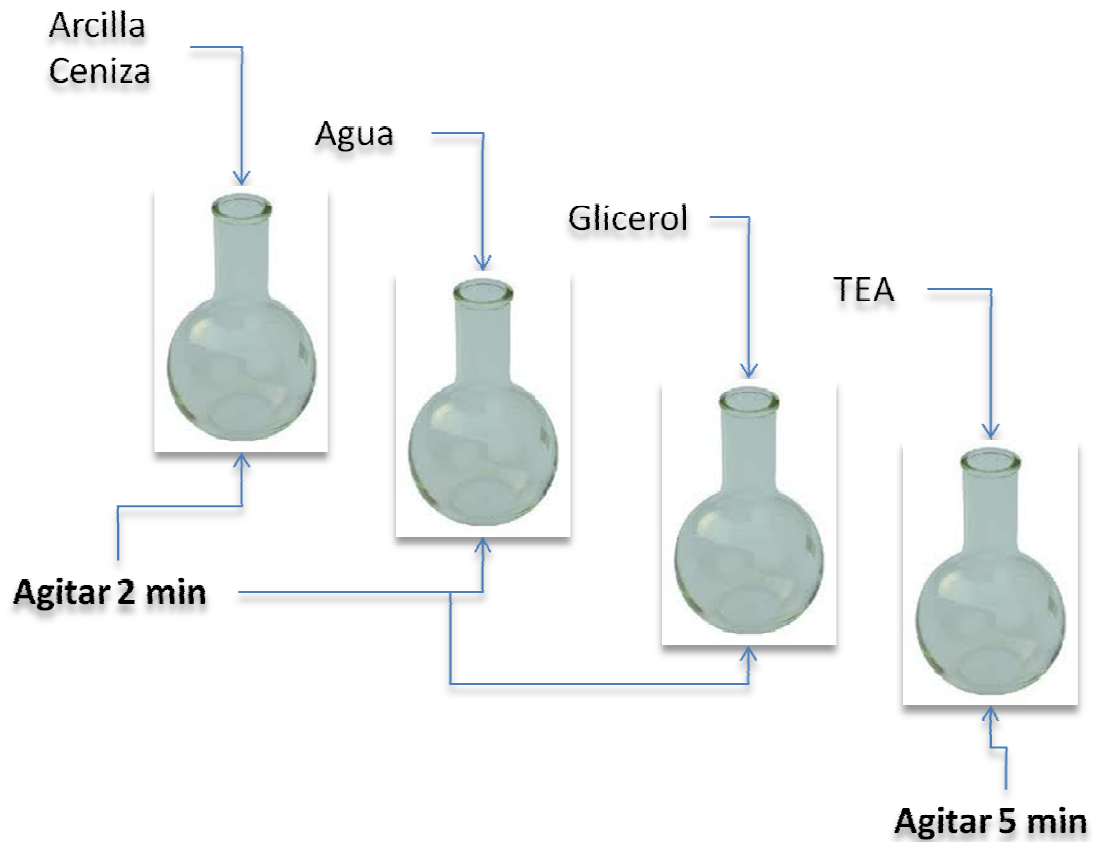 Arcilla
Ceniza
Agua
Glicerol
TEA
Agitar 2 min
Agitar 5 min